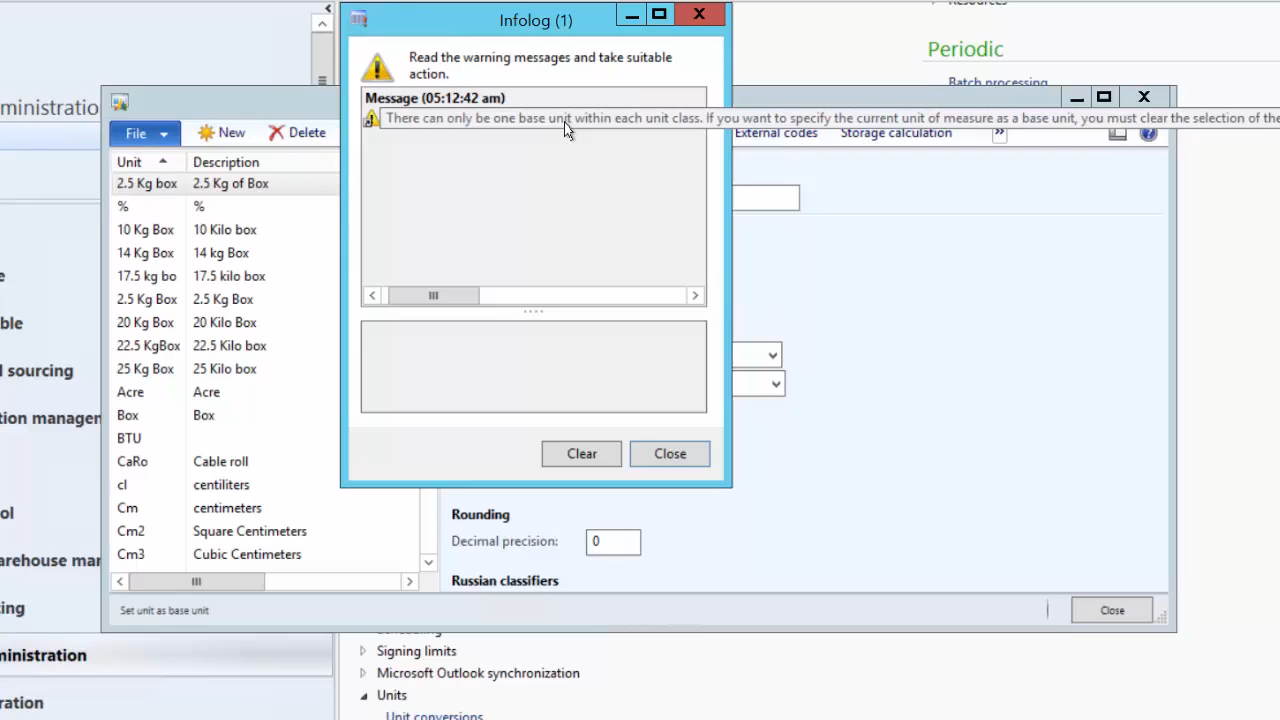 Resources
Periodic
Batch processing
Infolog (1)
Read the warning messages and take suitable
action.
Message (05:12:42 am)
There can only be one base unit within each unit class. If you want to specify the current unit of measure as a base unit, you must clear the selection of the
ministratio
File
New
Delete
External codes
Storage calculation
»
Unit
Description
2.5 Kg box 2.5 Kg of Box
% %
10 Kg Box 10 Kilo box
14 Kg Box 14 kg Box
17.5 kg bo 17.5 kilo box
2.5 Kg Box 2.5 Kg Box
20 Kg Box 20 Kilo Box
22.5 KgBox 22.5 Kilo box
25 Kg Box 25 Kilo box
Acre Acre
Box Box
BTU
CaRo Cable roll
cl centiliters
Cm centimeters
Cm2 Square Centimeters
Cm3 Cubic Centimeters
Clear
Close
Rounding
Decimal precision: 0
Russian classifiers
Set unit as base unit
Close
e
ble
l sourcing
tion managen
ol
arehouse mar
ting
ministration
ration
Signing limits
Microsoft Outlook synchronization
Units
Unit conversions